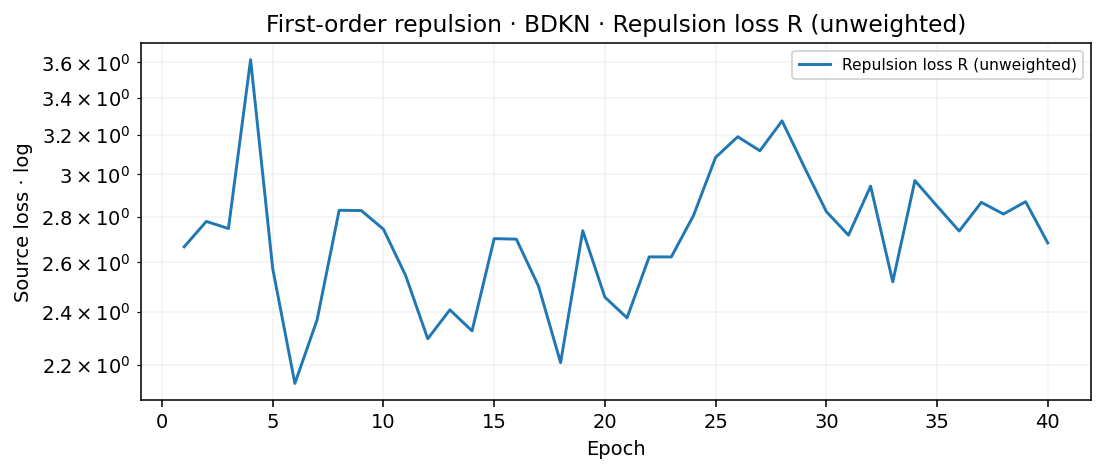 First-order repulsion · BDKN · Repulsion loss R (unweighted)
Repulsion loss R (unweighted)
Source loss · log
3.6 × 10⁰
3.4 × 10⁰
3.2 × 10⁰
3 × 10⁰
2.8 × 10⁰
2.6 × 10⁰
2.4 × 10⁰
2.2 × 10⁰
0 5 10 15 20 25 30 35 40
Epoch